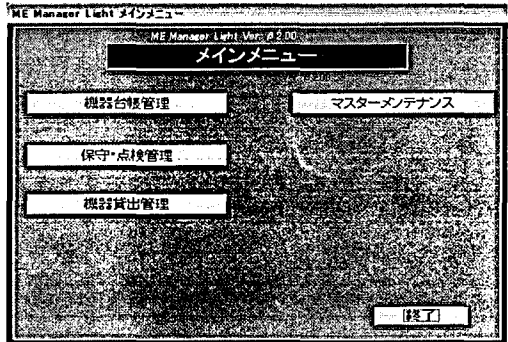 ME Manager Light メインメニュー
ME Manager Light Ver. β2.00
メインメニュー
機器台帳管理
マスターメンテナンス
保守・点検管理
機器貸出管理
[終了]